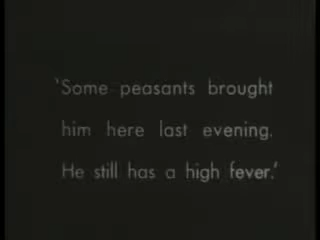 'Some peasants brought
him here last evening.
He still has a high fever.'